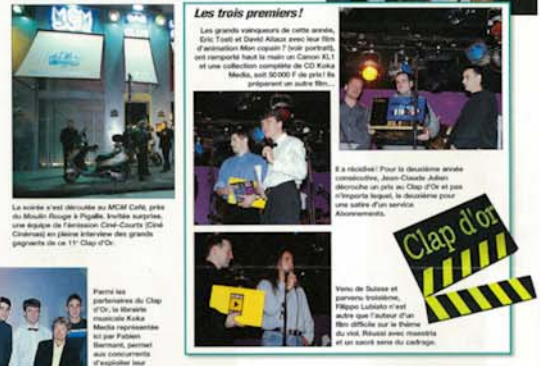 MCM
Les trois premiers !
Les grands vainqueurs de cette année,
Eric Tosti et David Alaux avec leur film
d'animation Mon copain ? (voir portrait),
ont remporté haut la main un Canon XL1
et une collection complète de CD Koka
Media, soit 50 000 F de prix ! Ils
préparent un autre film...
Il a récidivé ! Pour la deuxième année
consécutive, Jean-Claude Julien
décroche un prix au Clap d'Or et pas
n'importe lequel, le deuxième pour
une satire d'un service
Abonnements.
Clap d'or
Venu de Suisse et
parvenu troisième,
Filippo Lubiato n'est
autre que l'auteur d'un
film difficile sur le thème
du viol. Réussi avec maestria
et un sacré sens du cadrage.
La soirée s'est déroulée au MCM Café, près
du Moulin Rouge à Pigalle. Invitée surprise,
une équipe de l'émission Ciné-Courts (Ciné
Cinémas) en pleine interview des grands
gagnants de ce 11e Clap d'Or.
Parmi les
partenaires du Clap
d'Or, la librairie
musicale Koka
Media représentée
ici par Fabien
Bermant, permet
aux concurrents
d'exploiter leur